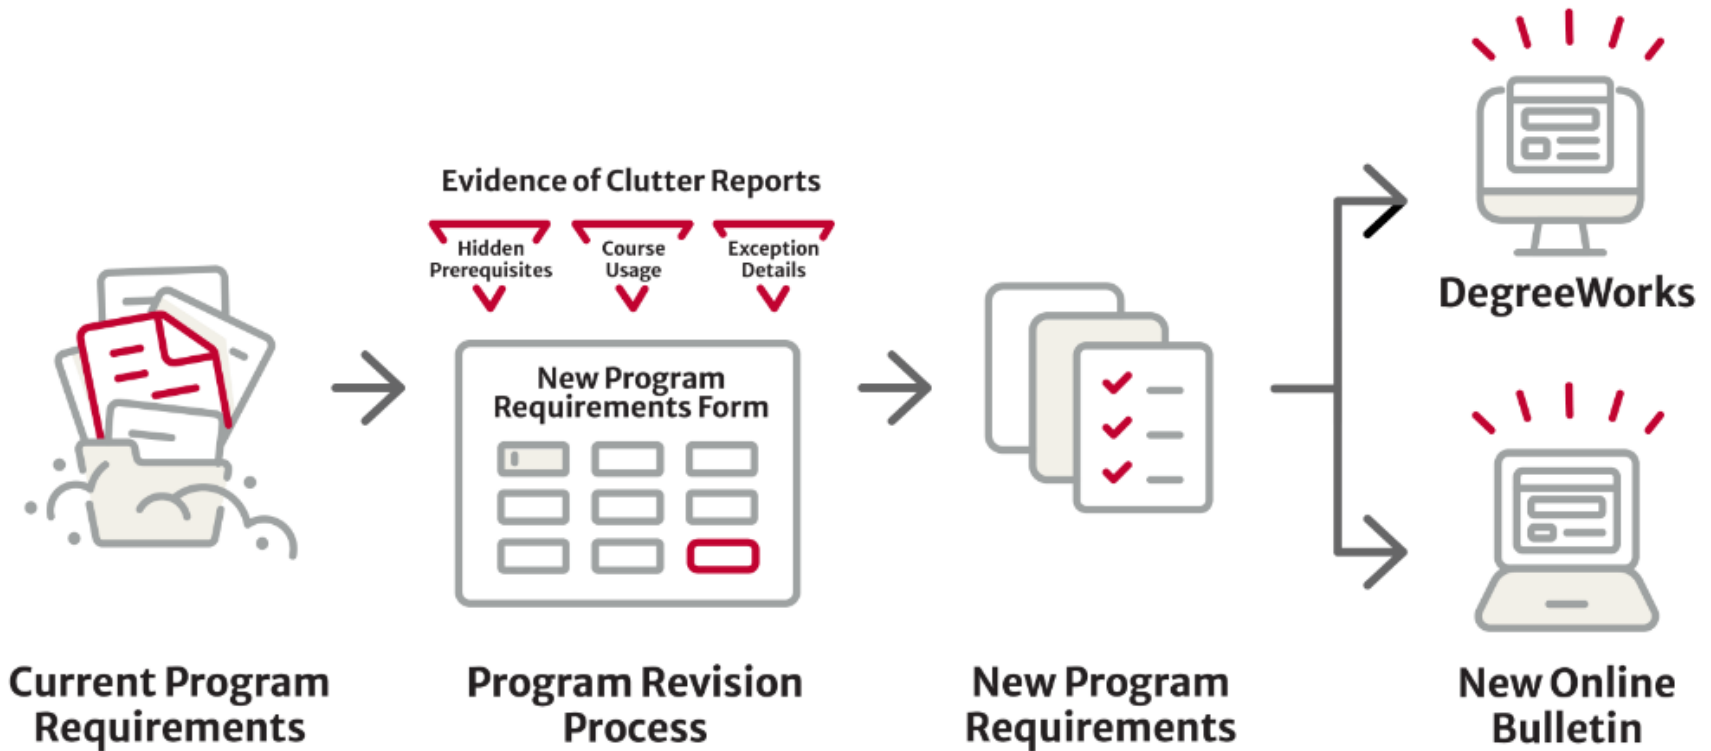 Evidence of Clutter Reports
Hidden
Prerequisites
Course
Usage
Exception
Details
New Program
Requirements Form
DegreeWorks
Current Program
Requirements
Program Revision
Process
New Program
Requirements
New Online
Bulletin